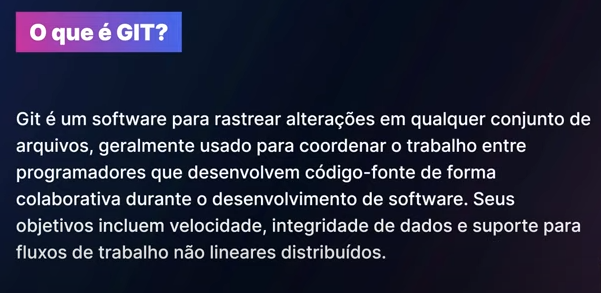 O que é GIT?
Git é um software para rastrear alterações em qualquer conjunto de
arquivos, geralmente usado para coordenar o trabalho entre
programadores que desenvolvem código-fonte de forma
colaborativa durante o desenvolvimento de software. Seus
objetivos incluem velocidade, integridade de dados e suporte para
fluxos de trabalho não lineares distribuídos.